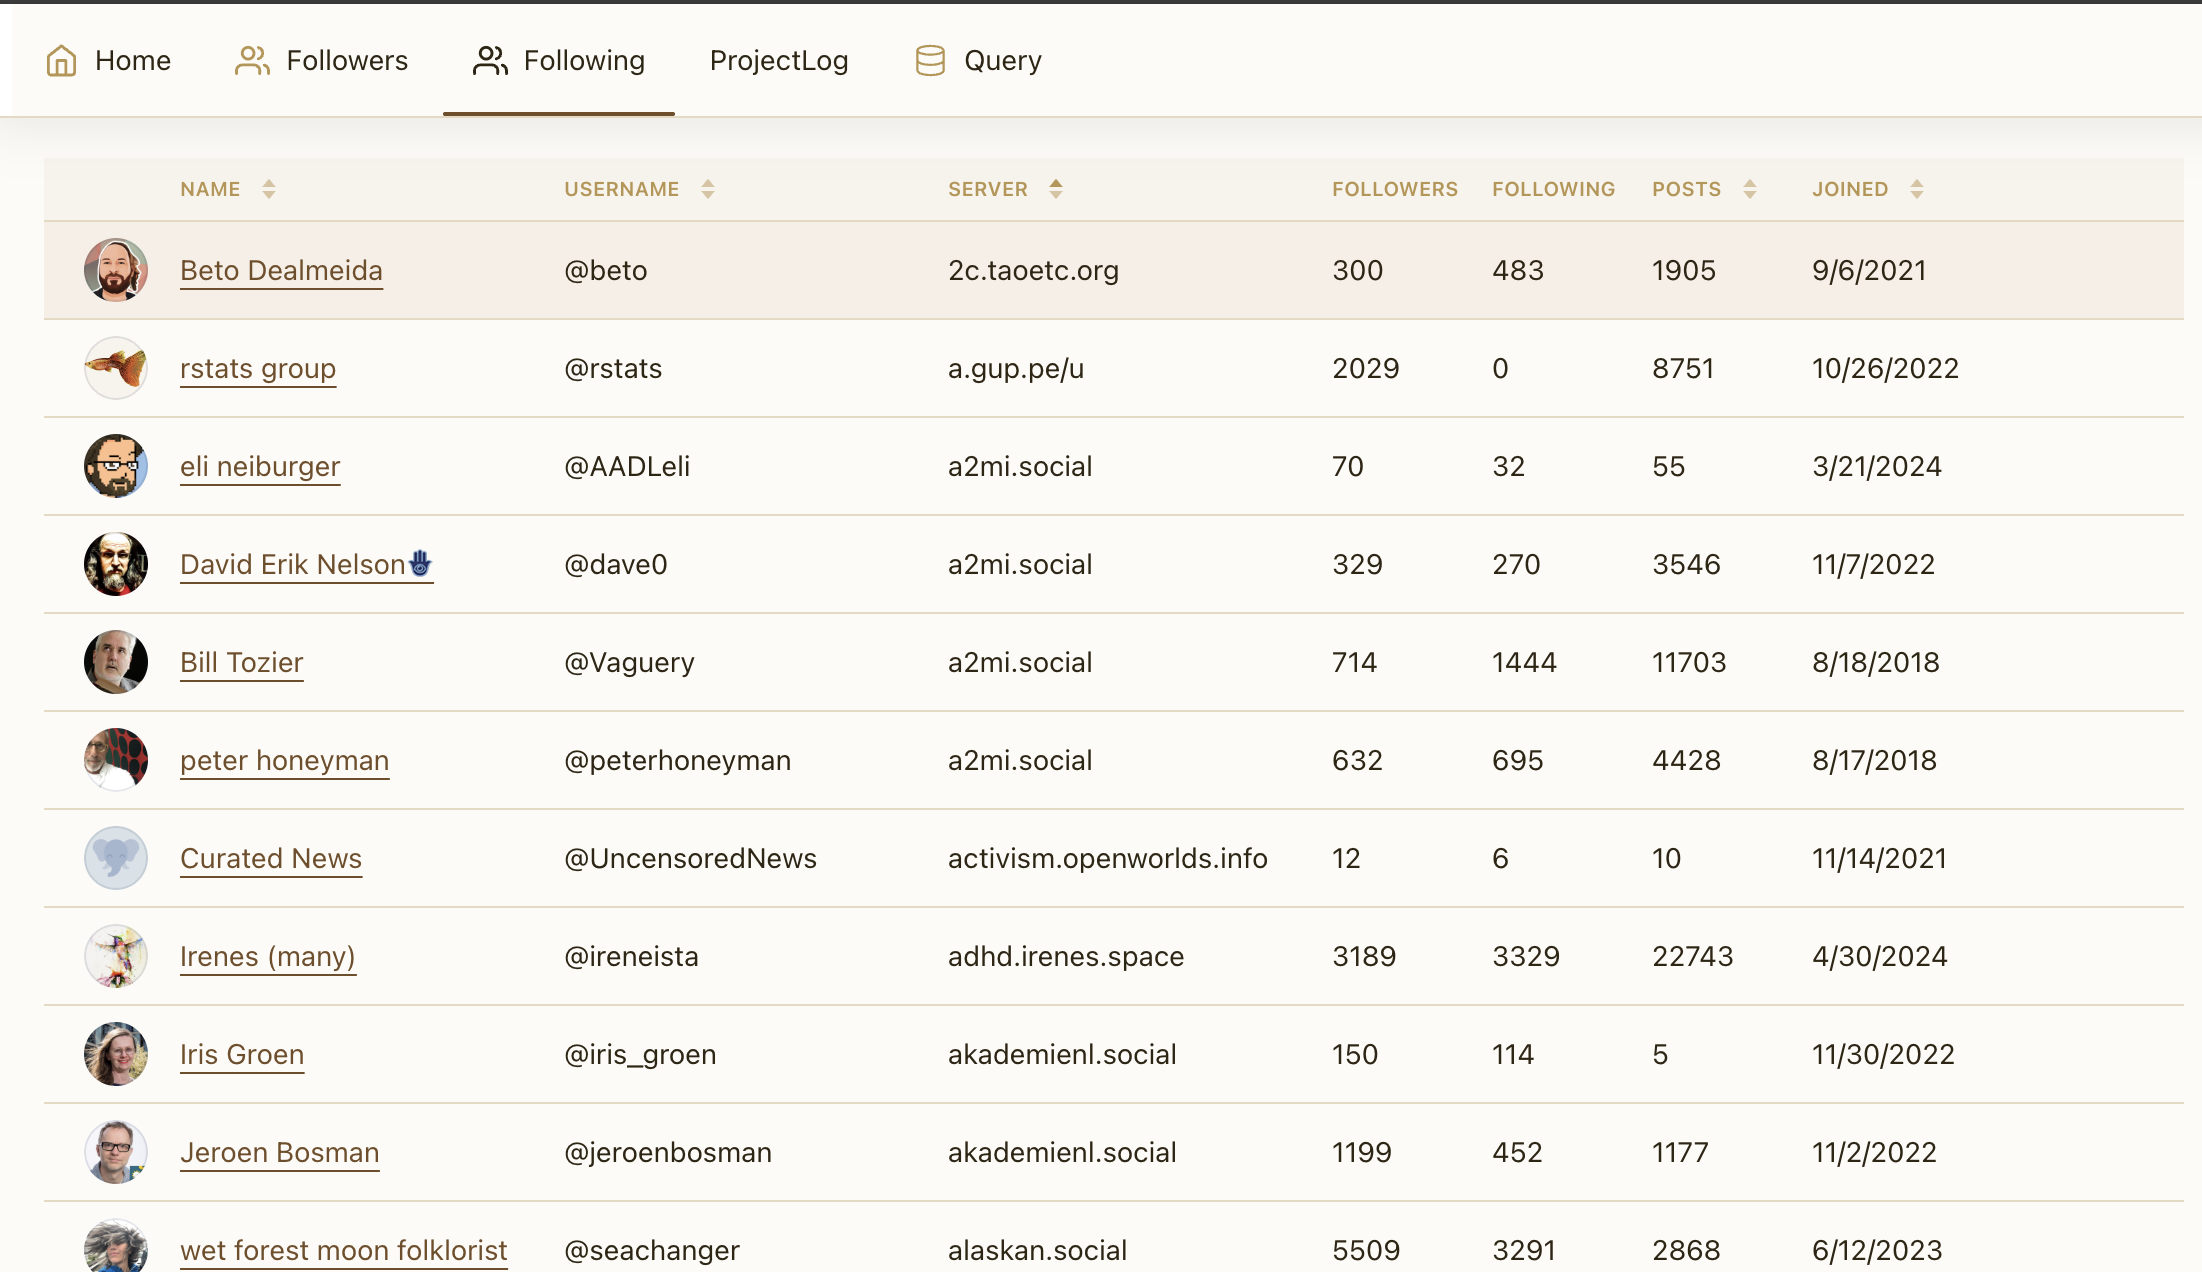 Home Followers Following ProjectLog Query
NAME USERNAME SERVER FOLLOWERS FOLLOWING POSTS JOINED
Beto Dealmeida @beto 2c.taoetc.org 300 483 1905 9/6/2021
rstats group @rstats a.gup.pe/u 2029 0 8751 10/26/2022
eli neiburger @AADLeli a2mi.social 70 32 55 3/21/2024
David Erik Nelson🪬 @dave0 a2mi.social 329 270 3546 11/7/2022
Bill Tozier @Vaguery a2mi.social 714 1444 11703 8/18/2018
peter honeyman @peterhoneyman a2mi.social 632 695 4428 8/17/2018
Curated News @UncensoredNews activism.openworlds.info 12 6 10 11/14/2021
Irenes (many) @ireneista adhd.irenes.space 3189 3329 22743 4/30/2024
Iris Groen @iris_groen akademienl.social 150 114 5 11/30/2022
Jeroen Bosman @jeroenbosman akademienl.social 1199 452 1177 11/2/2022
wet forest moon folklorist @seachanger alaskan.social 5509 3291 2868 6/12/2023